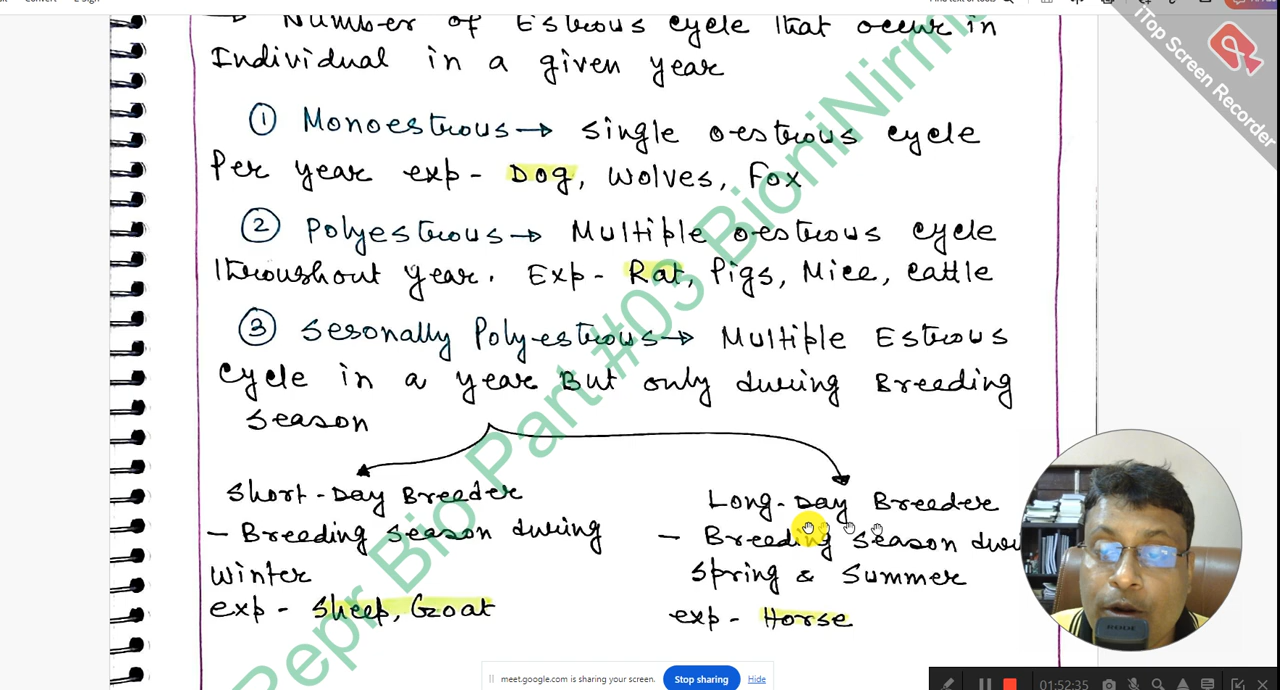 → Number of Estrous cycle that occur in
Individual in a given year
① Monoestrous → single oestrous cycle
Per year exp - Dog, Wolves, Fox
② Polyestrous → Multiple oestrous cycle
throushout year. Exp - Rat, Pigs, Mice, cattle
③ Sesonally Polyestrous → Multiple Estrous
cycle in a year But only during Breeding
season
Short-Day Breeder
- Breeding season during
winter
exp - Sheep, Goat
Long-Day Breeder
- Breeding season duri
spring & summer
exp - Horse
Repr Bio Part #03 BioniNirm
iTop Screen Recorder
RODE
meet.google.com is sharing your screen.
Stop sharing
Hide
01:52:35